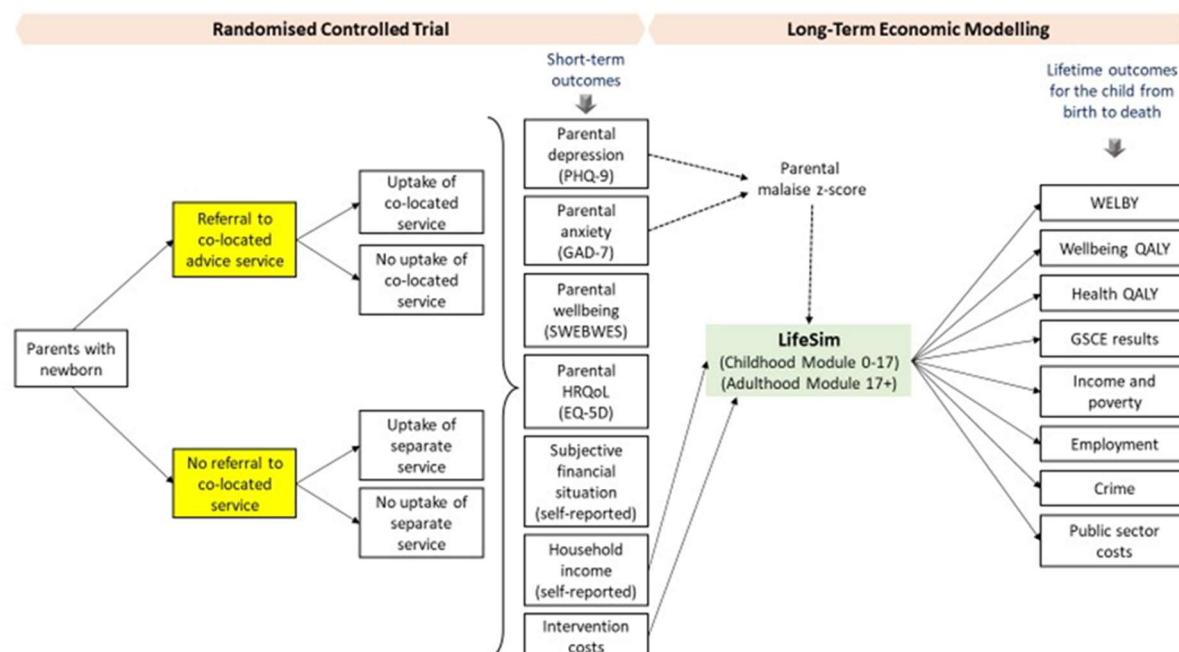 Randomised Controlled Trial
Long-Term Economic Modelling
Short-term
outcomes
Lifetime outcomes
for the child from
birth to death
Parents with
newborn
Referral to
co-located
advice service
No referral to
co-located
service
Uptake of
co-located
service
No uptake of
co-located
service
Uptake of
separate
service
No uptake of
separate
service
Parental
depression
(PHQ-9)
Parental
anxiety
(GAD-7)
Parental
wellbeing
(SWEBWES)
Parental
HRQoL
(EQ-5D)
Subjective
financial
situation
(self-reported)
Household
income
(self-reported)
Intervention
costs
Parental
malaise z-score
LifeSim
(Childhood Module 0-17)
(Adulthood Module 17+)
WELBY
Wellbeing QALY
Health QALY
GSCE results
Income and
poverty
Employment
Crime
Public sector
costs